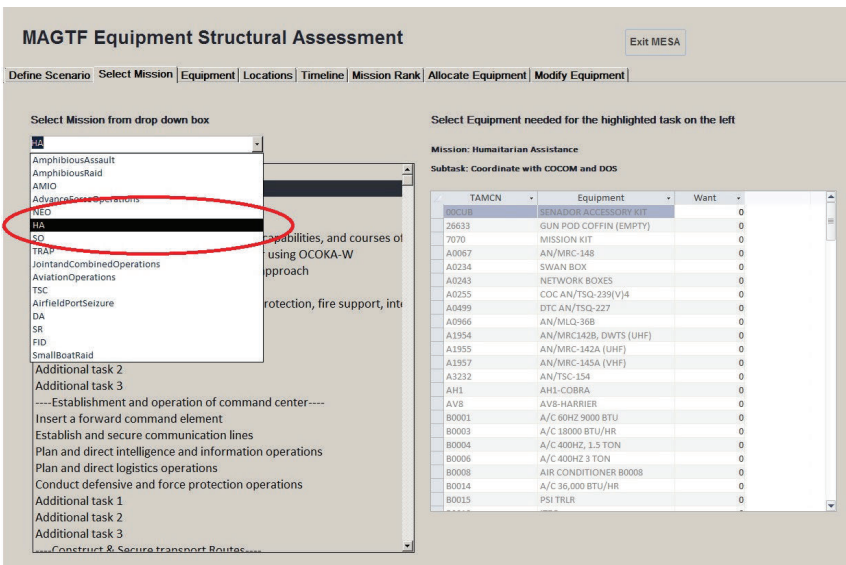 MAGTF Equipment Structural Assessment
Exit MESA
Define Scenario Select Mission Equipment Locations Timeline Mission Rank Allocate Equipment Modify Equipment
Select Mission from drop down box
HA
AmphibiousAssault
AmphibiousRaid
AMIO
AdvanceForceOperations
NEO
HA
SO
TRAP
JointandCombinedOperations
AviationOperations
TSC
AirfieldPortSeizure
DA
SR
FID
SmallBoatRaid
capabilities, and courses of
using OCOKA-W
approach
rotection, fire support, inte
Additional task 2
Additional task 3
----Establishment and operation of command center----
Insert a forward command element
Establish and secure communication lines
Plan and direct intelligence and information operations
Plan and direct logistics operations
Conduct defensive and force protection operations
Additional task 1
Additional task 2
Additional task 3
----Construct & Secure transport Routes----
Select Equipment needed for the highlighted task on the left
Mission: Humanitarian Assistance
Subtask: Coordinate with COCOM and DOS
TAMCN Equipment Want
00CUB SENADOR ACCESSORY KIT 0
26633 GUN POD COFFIN (EMPTY) 0
7070 MISSION KIT 0
A0067 AN/MRC-148 0
A0234 SWAN BOX 0
A0243 NETWORK BOXES 0
A0255 COC AN/TSQ-239(V)4 0
A0499 DTC AN/TSQ-227 0
A0966 AN/MLQ-36B 0
A1954 AN/MRC142B, DWTS (UHF) 0
A1955 AN/MRC-142A (UHF) 0
A1957 AN/MRC-145A (VHF) 0
A3232 AN/TSC-154 0
AH1 AH1-COBRA 0
AV8 AV8-HARRIER 0
B0001 A/C 60HZ 9000 BTU 0
B0003 A/C 18000 BTU/HR 0
B0004 A/C 400HZ, 1.5 TON 0
B0006 A/C 400HZ 3 TON 0
B0008 AIR CONDITIONER B0008 0
B0014 A/C 36,000 BTU/HR 0
B0015 PSI TRLR 0